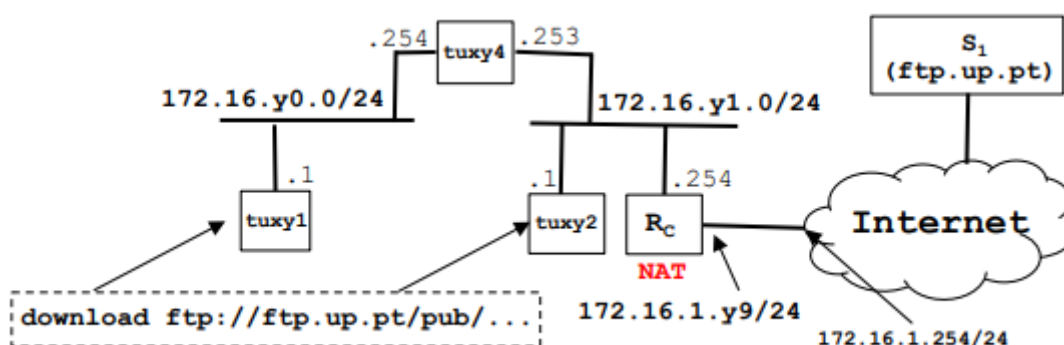 .254
tuxy4
.253
S1
(ftp.up.pt)
172.16.y0.0/24
172.16.y1.0/24
.1
.1
.254
tuxy1
tuxy2
RC
Internet
NAT
172.16.1.y9/24
download ftp://ftp.up.pt/pub/...
172.16.1.254/24